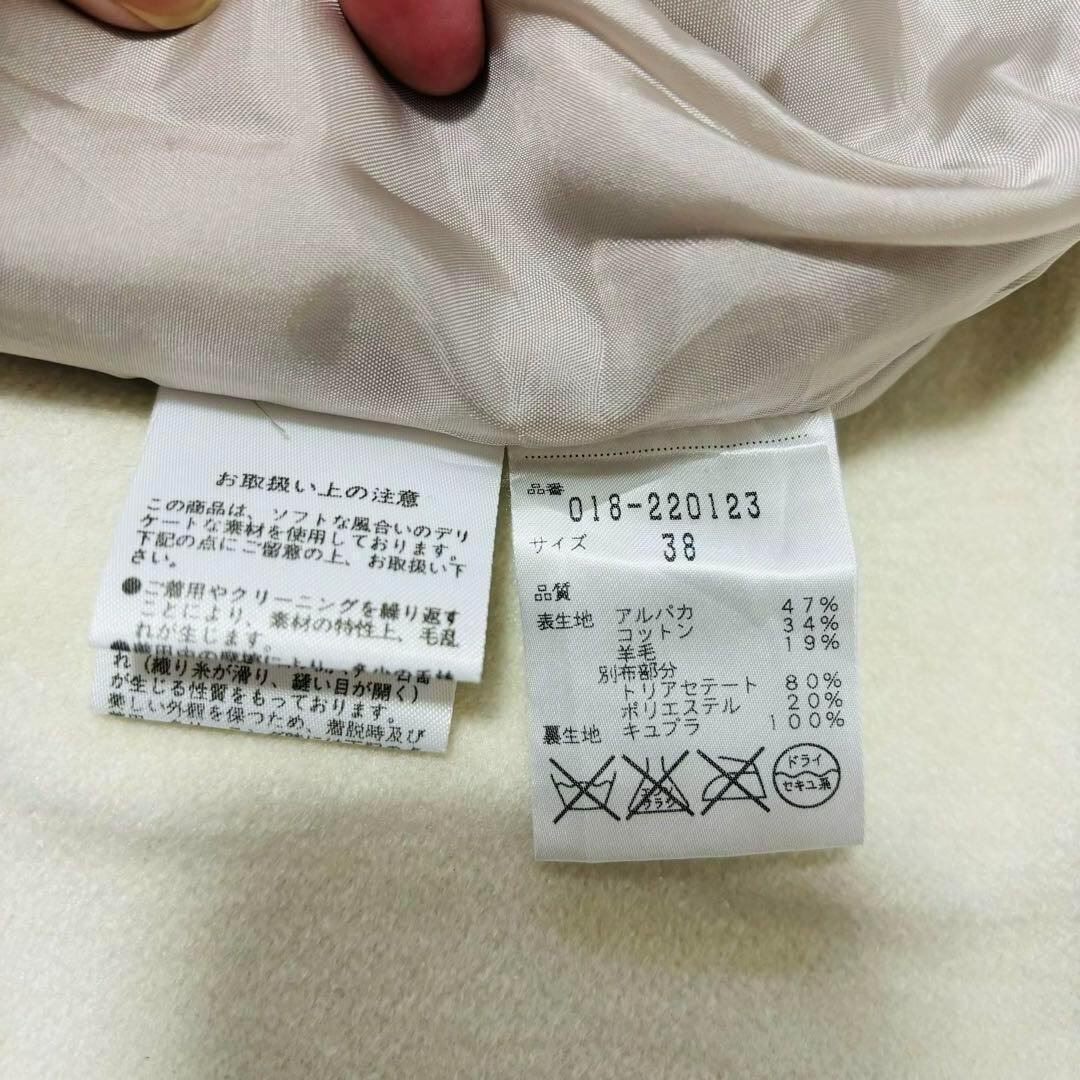 お取扱い上の注意
この商品は、ソフトな風合いのデリ
ケートな素材を使用しております。
下記の点にご留意の上、お取扱い下
さい。
●ご着用やクリーニングを繰り返す
ことにより、素材の特性上、毛乱
れが生じます。
れ（織り糸が滑り、縫い目が開く）
が生じる性質をもっております。
美しい外観を保つため、着脱時及び
品番
018-220123
サイズ 38
品質
表生地 アルパカ 47%
コットン 34%
羊毛 19%
別布部分
トリアセテート 80%
ポリエステル 20%
裏生地 キュプラ 100%
エンソ
サラシ
ドライ
セキユ系